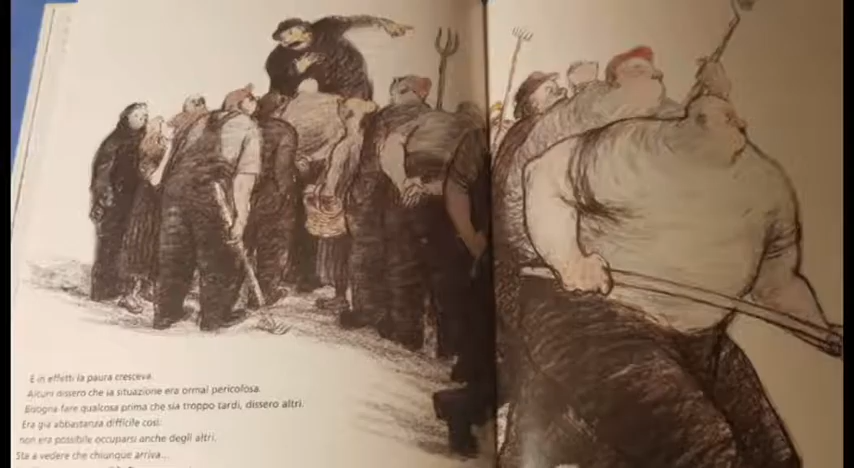 E in effetti la paura cresceva.
Alcuni dissero che la situazione era ormai pericolosa.
Bisogna fare qualcosa prima che sia troppo tardi, dissero altri.
Era già abbastanza difficile così:
non era possibile occuparsi anche degli altri.
Sta a vedere che chiunque arriva...